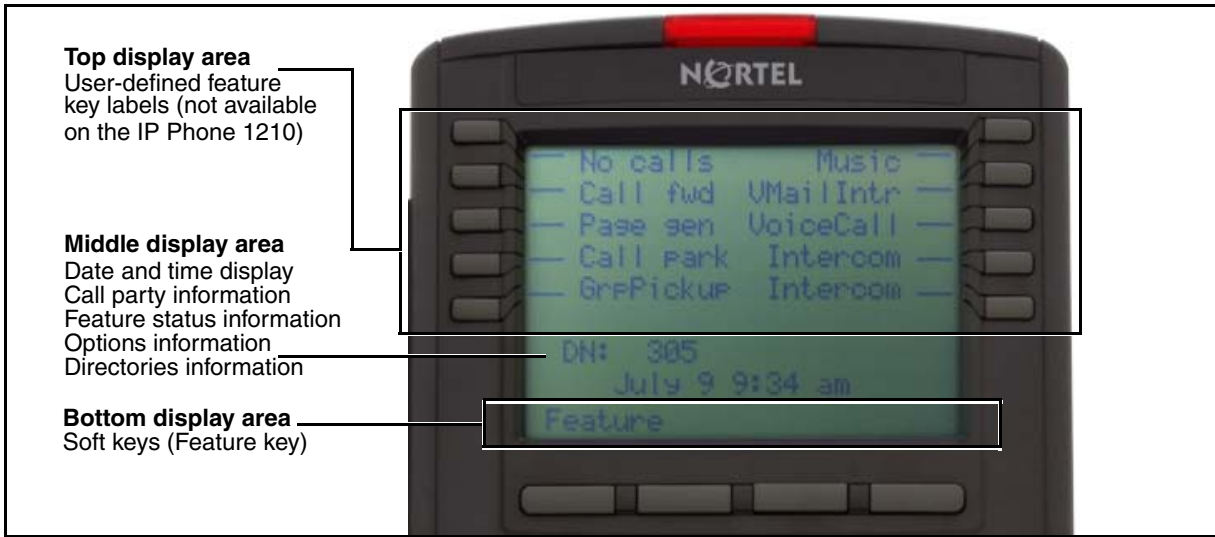 Top display area
User-defined feature
key labels (not available
on the IP Phone 1210)
Middle display area
Date and time display
Call party information
Feature status information
Options information
Directories information
Bottom display area
Soft keys (Feature key)
NORTEL
No calls Music
Call fwd VMailIntr
Page gen VoiceCall
Call park Intercom
GrpPickup Intercom
DN: 305
July 9 9:34 am
Feature